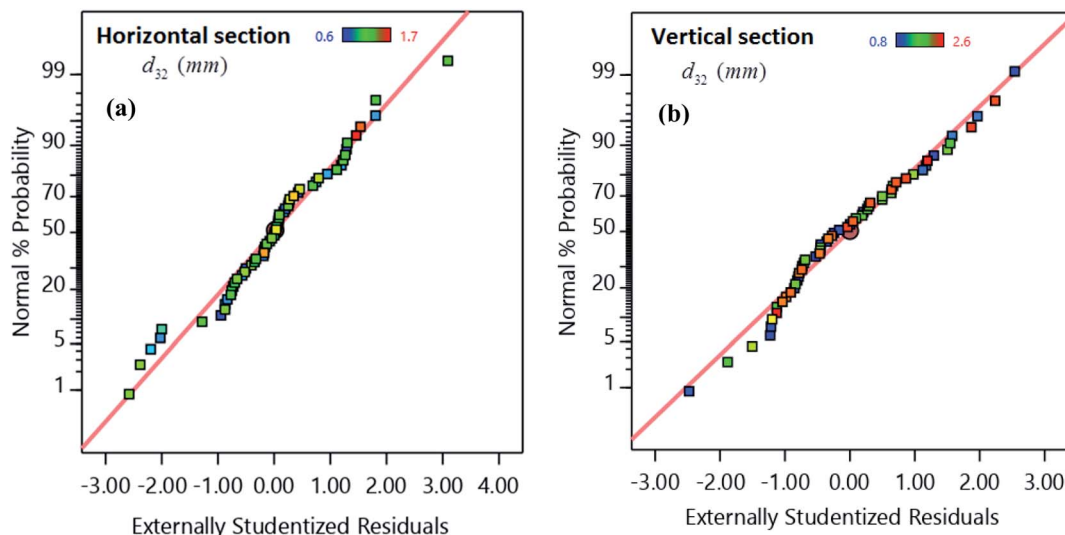 Horizontal section 0.6 1.7
d32 (mm)
(a)
Normal % Probability
99
90
70
50
20
5
1
-3.00 -2.00 -1.00 0.00 1.00 2.00 3.00 4.00
Externally Studentized Residuals
Vertical section 0.8 2.6
d32 (mm)
(b)
Normal % Probability
99
90
70
50
20
5
1
-3.00 -2.00 -1.00 0.00 1.00 2.00 3.00
Externally Studentized Residuals